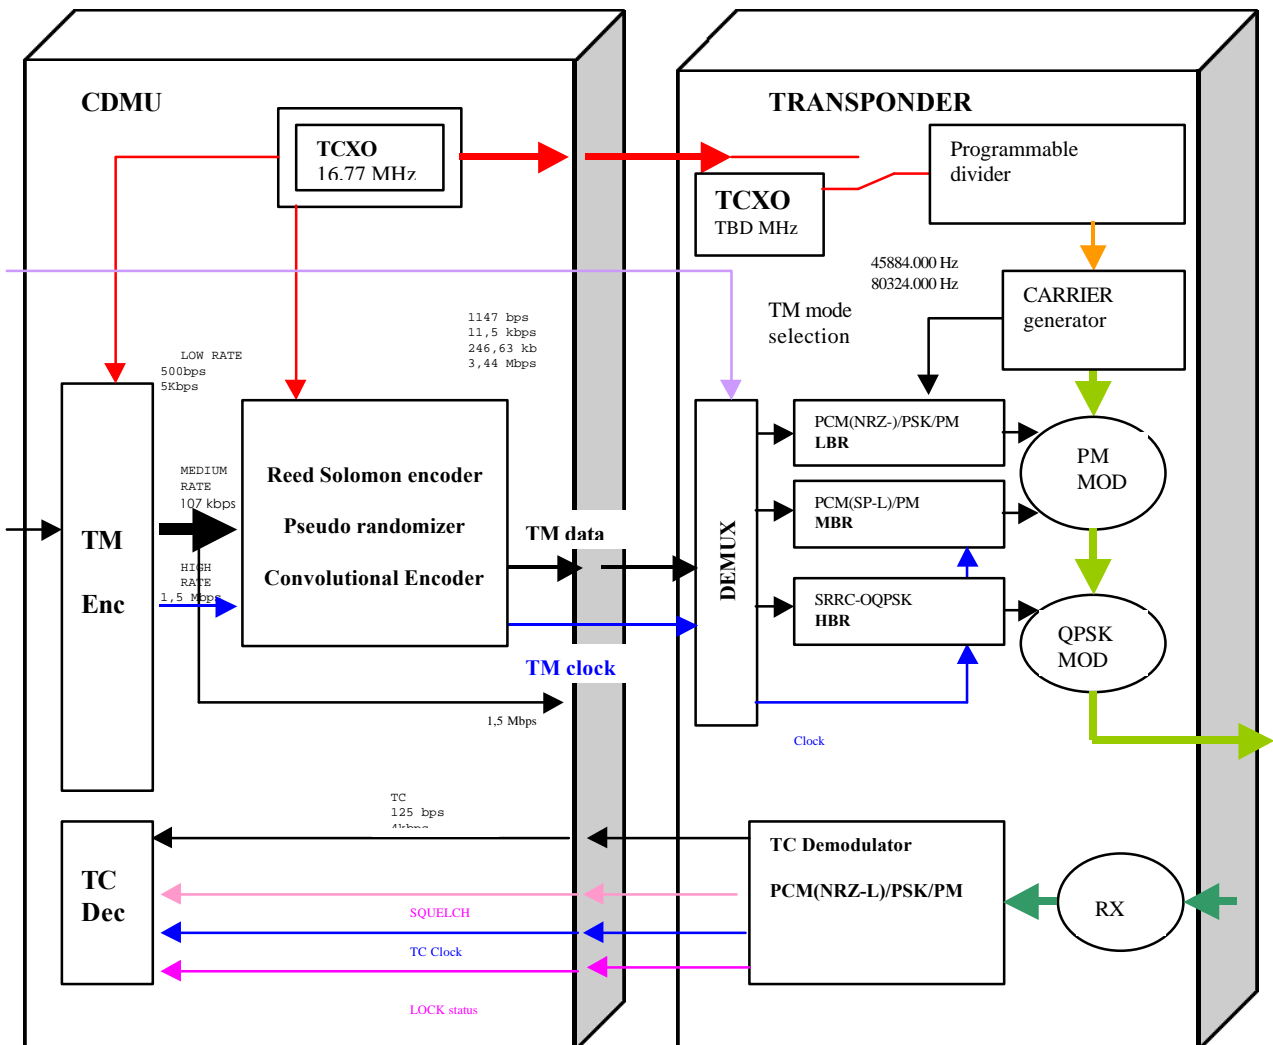 CDMU
TRANSPONDER
TCXO
16.77 MHz
Programmable
divider
TCXO
TBD MHz
45884.000 Hz
80324.000 Hz
CARRIER
generator
TM mode
selection
1147 bps
11,5 kbps
246,63 kb
3,44 Mbps
LOW RATE
500bps
5Kbps
MEDIUM
RATE
107 kbps
HIGH
RATE
1,5 Mbps
TM
Enc
Reed Solomon encoder
Pseudo randomizer
Convolutional Encoder
TM data
TM clock
1,5 Mbps
DEMUX
PCM(NRZ-)/PSK/PM
LBR
PCM(SP-L)/PM
MBR
SRRC-OQPSK
HBR
PM
MOD
QPSK
MOD
Clock
TC
125 bps
4kbps
TC
Dec
SQUELCH
TC Clock
LOCK status
TC Demodulator
PCM(NRZ-L)/PSK/PM
RX